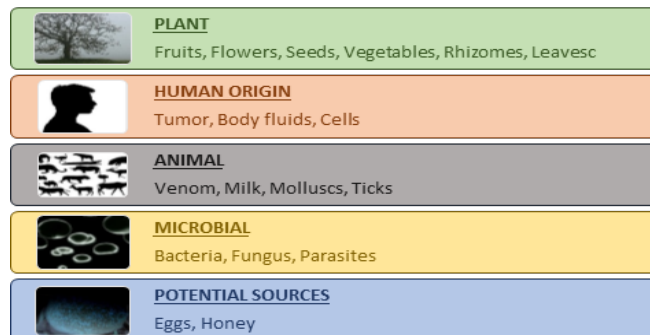 PLANT
Fruits, Flowers, Seeds, Vegetables, Rhizomes, Leavesc
HUMAN ORIGIN
Tumor, Body fluids, Cells
ANIMAL
Venom, Milk, Molluscs, Ticks
MICROBIAL
Bacteria, Fungus, Parasites
POTENTIAL SOURCES
Eggs, Honey